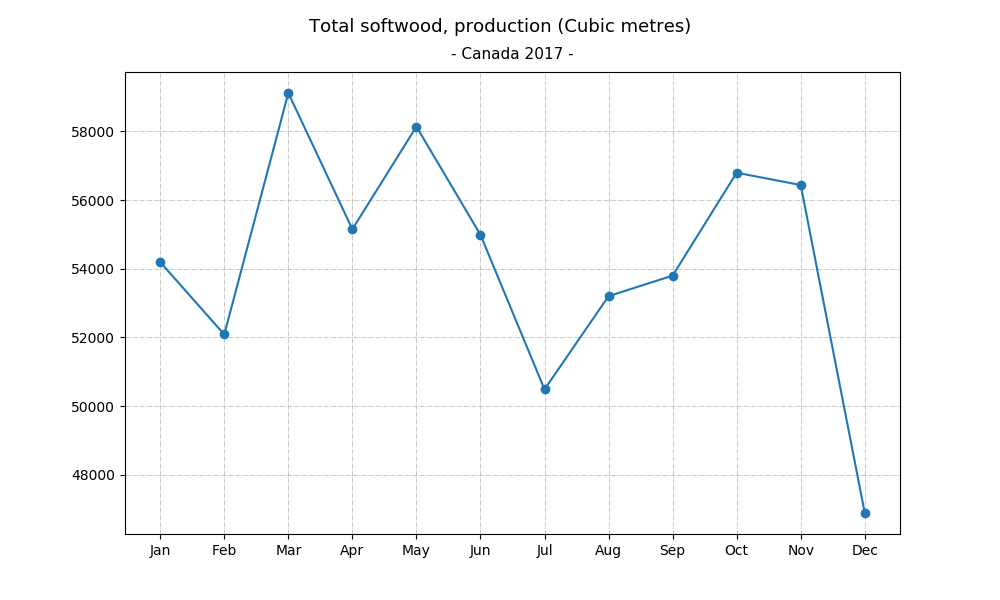 Total softwood, production (Cubic metres)
- Canada 2017 -
58000
56000
54000
52000
50000
48000
Jan Feb Mar Apr May Jun Jul Aug Sep Oct Nov Dec